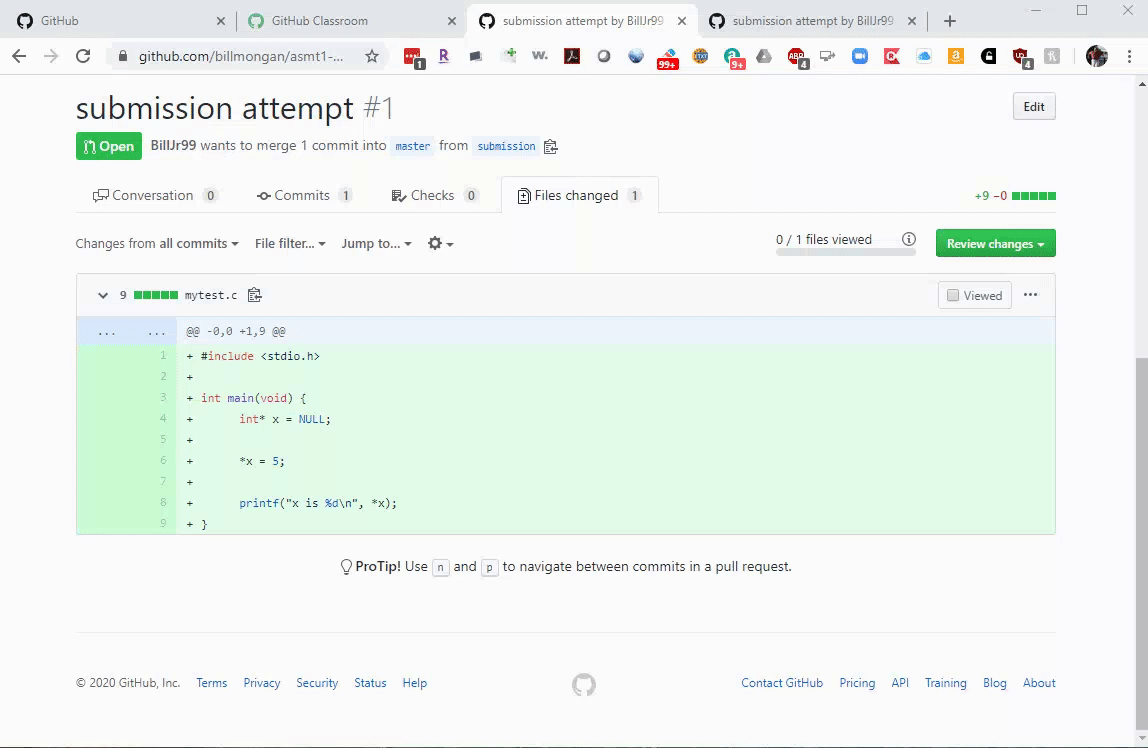 GitHub
GitHub Classroom
submission attempt by BillJr99
submission attempt by BillJr99
github.com/billmongan/asmt1-...
1 R W. 99+ 9+ ABP 4 a 4 h
submission attempt #1
Edit
Open BillJr99 wants to merge 1 commit into master from submission
Conversation 0 Commits 1 Checks 0 Files changed 1 +9 −0
Changes from all commits File filter... Jump to... 0 / 1 files viewed Review changes
9 mytest.c Viewed ...
... ... @@ -0,0 +1,9 @@
1 + #include <stdio.h>
2 +
3 + int main(void) {
4 + int* x = NULL;
5 +
6 + *x = 5;
7 +
8 + printf("x is %d\n", *x);
9 + }
ProTip! Use n and p to navigate between commits in a pull request.
© 2020 GitHub, Inc. Terms Privacy Security Status Help Contact GitHub Pricing API Training Blog About